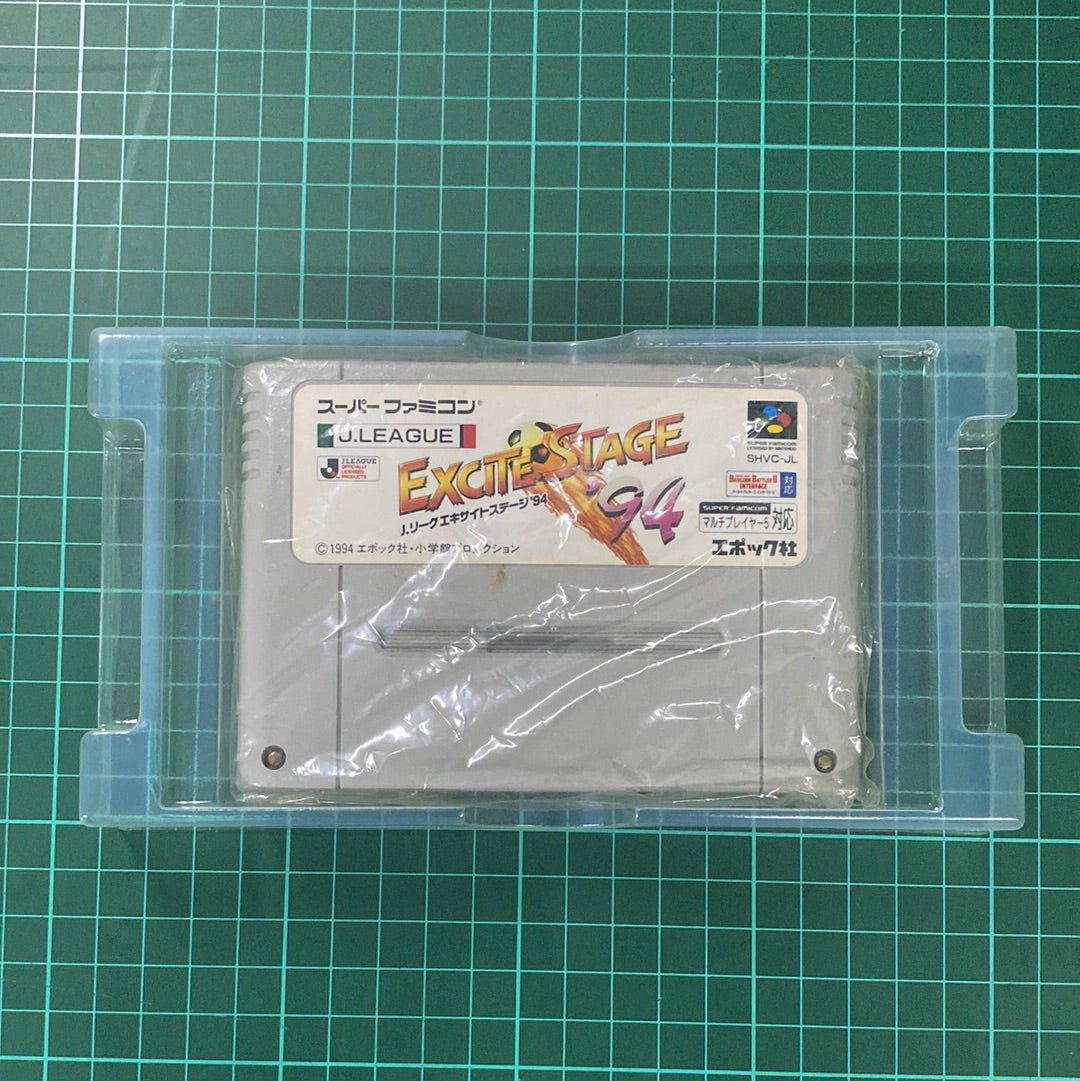 スーパーファミコン®
J.LEAGUE
J.LEAGUE
OFFICIALLY
LICENSED
PRODUCTS
EXCITE STAGE '94
J.リーグ エキサイトステージ'94
©1994 エポック社・小学館プロダクション
SUPER FAMICOM
LICENSED BY NINTENDO
SHVC-JL
BARCODE BATTLER II
INTERFACE
対応
SUPER FAMICOM
マルチプレイヤー5 対応
エポック社